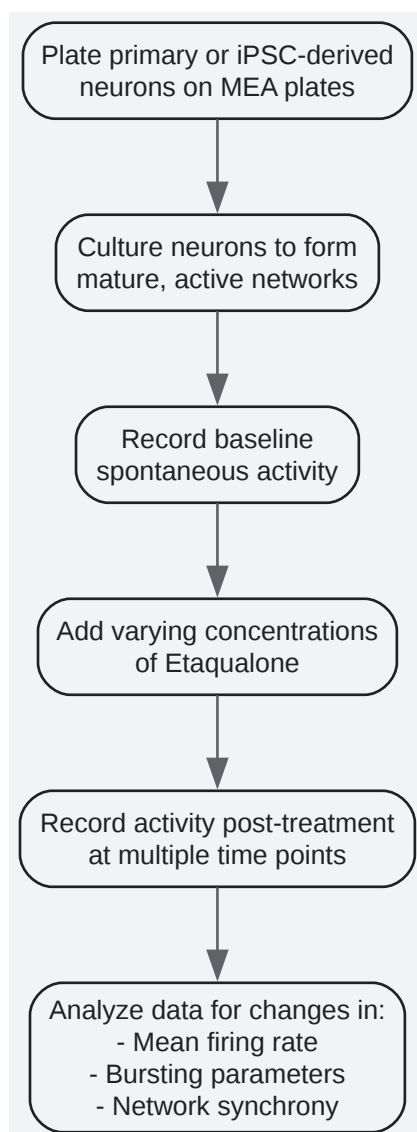 Plate primary or iPSC-derived
neurons on MEA plates
Culture neurons to form
mature, active networks
Record baseline
spontaneous activity
Add varying concentrations
of Etaqualone
Record activity post-treatment
at multiple time points
Analyze data for changes in:
- Mean firing rate
- Bursting parameters
- Network synchrony